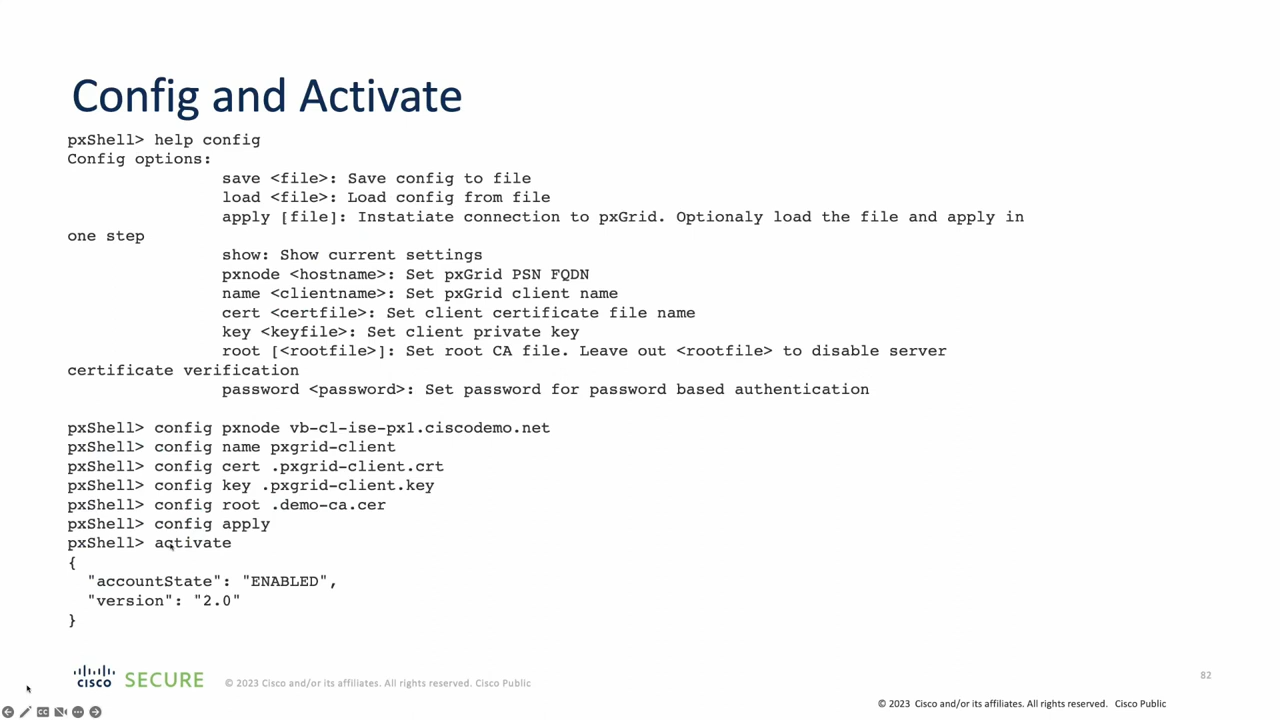 Config and Activate
pxShell> help config
Config options:
save <file>: Save config to file
load <file>: Load config from file
apply [file]: Instatiate connection to pxGrid. Optionaly load the file and apply in
one step
show: Show current settings
pxnode <hostname>: Set pxGrid PSN FQDN
name <clientname>: Set pxGrid client name
cert <certfile>: Set client certificate file name
key <keyfile>: Set client private key
root [<rootfile>]: Set root CA file. Leave out <rootfile> to disable server
certificate verification
password <password>: Set password for password based authentication
pxShell> config pxnode vb-cl-ise-px1.ciscodemo.net
pxShell> config name pxgrid-client
pxShell> config cert .pxgrid-client.crt
pxShell> config key .pxgrid-client.key
pxShell> config root .demo-ca.cer
pxShell> config apply
pxShell> activate
{
"accountState": "ENABLED",
"version": "2.0"
}
CISCO SECURE © 2023 Cisco and/or its affiliates. All rights reserved. Cisco Public 82
© 2023 Cisco and/or its affiliates. All rights reserved. Cisco Public
CC